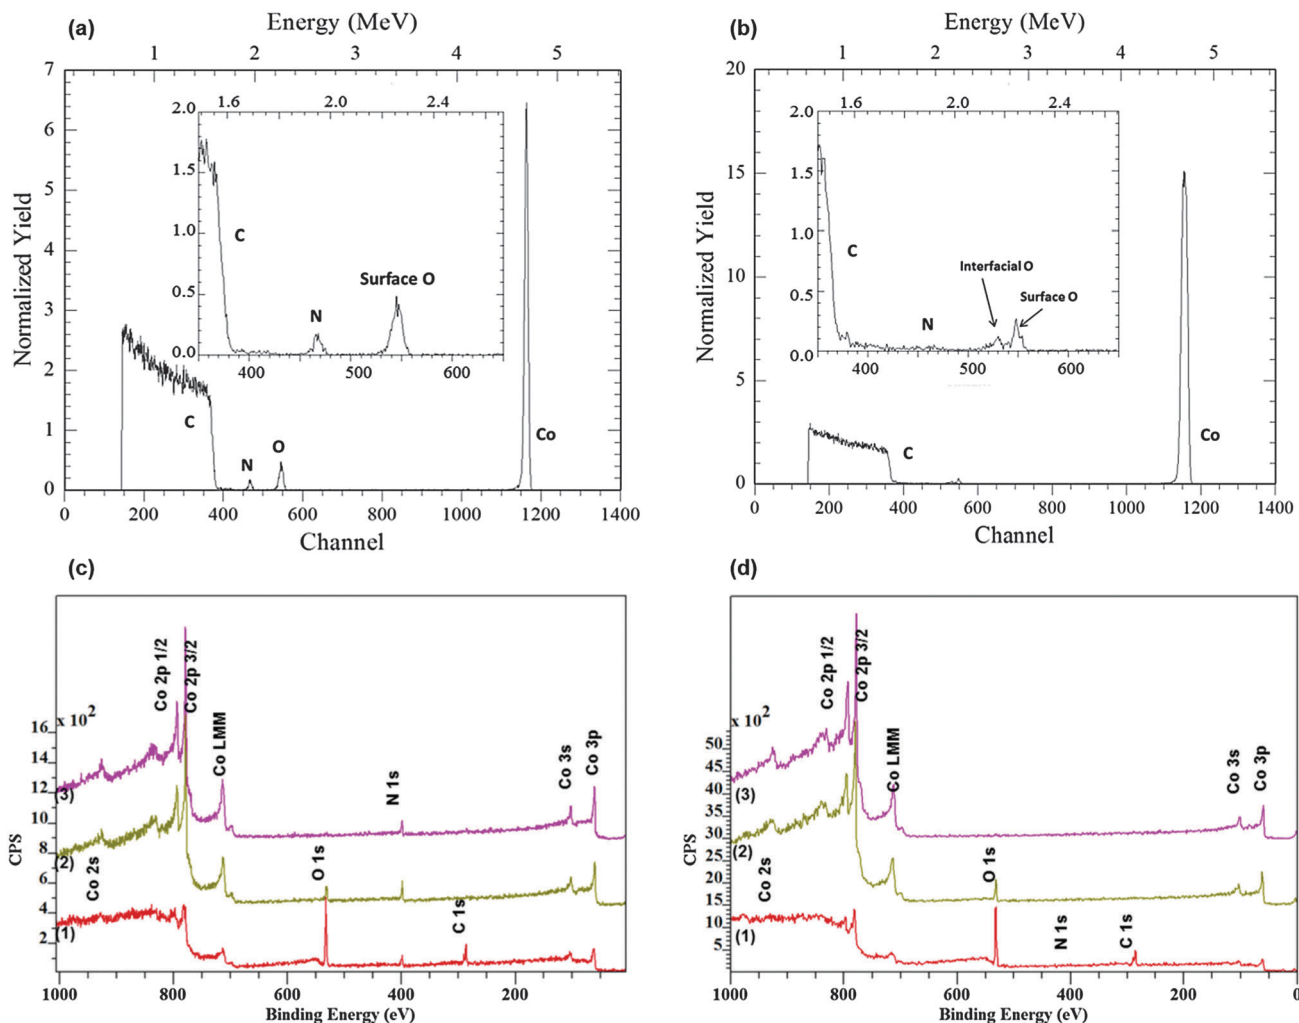 (a)
Energy (MeV)
1 2 3 4 5
7
6
5
4
3
2
1
0
Normalized Yield
1.6 2.0 2.4
2.0
1.5
1.0
0.5
0.0
C
N
Surface O
400 500 600
C
N
O
Co
0 200 400 600 800 1000 1200 1400
Channel
(b)
Energy (MeV)
1 2 3 4 5
20
15
10
5
0
Normalized Yield
1.6 2.0 2.4
2.0
1.5
1.0
0.5
0.0
C
N
Interfacial O
Surface O
400 500 600
C
Co
0 200 400 600 800 1000 1200 1400
Channel
(c)
Co 2p 1/2
Co 2p 3/2
Co LMM
N 1s
Co 3s
Co 3p
x 10²
16
14
12
10
8
6
4
2
CPS
(3)
(2)
(1)
Co 2s
O 1s
C 1s
1000 800 600 400 200
Binding Energy (eV)
(d)
Co 2p 1/2
Co 2p 3/2
Co LMM
Co 3s
Co 3p
x 10²
50
45
40
35
30
25
20
15
10
5
CPS
(3)
(2)
(1)
Co 2s
O 1s
N 1s
C 1s
1000 800 600 400 200 0
Binding Energy (eV)